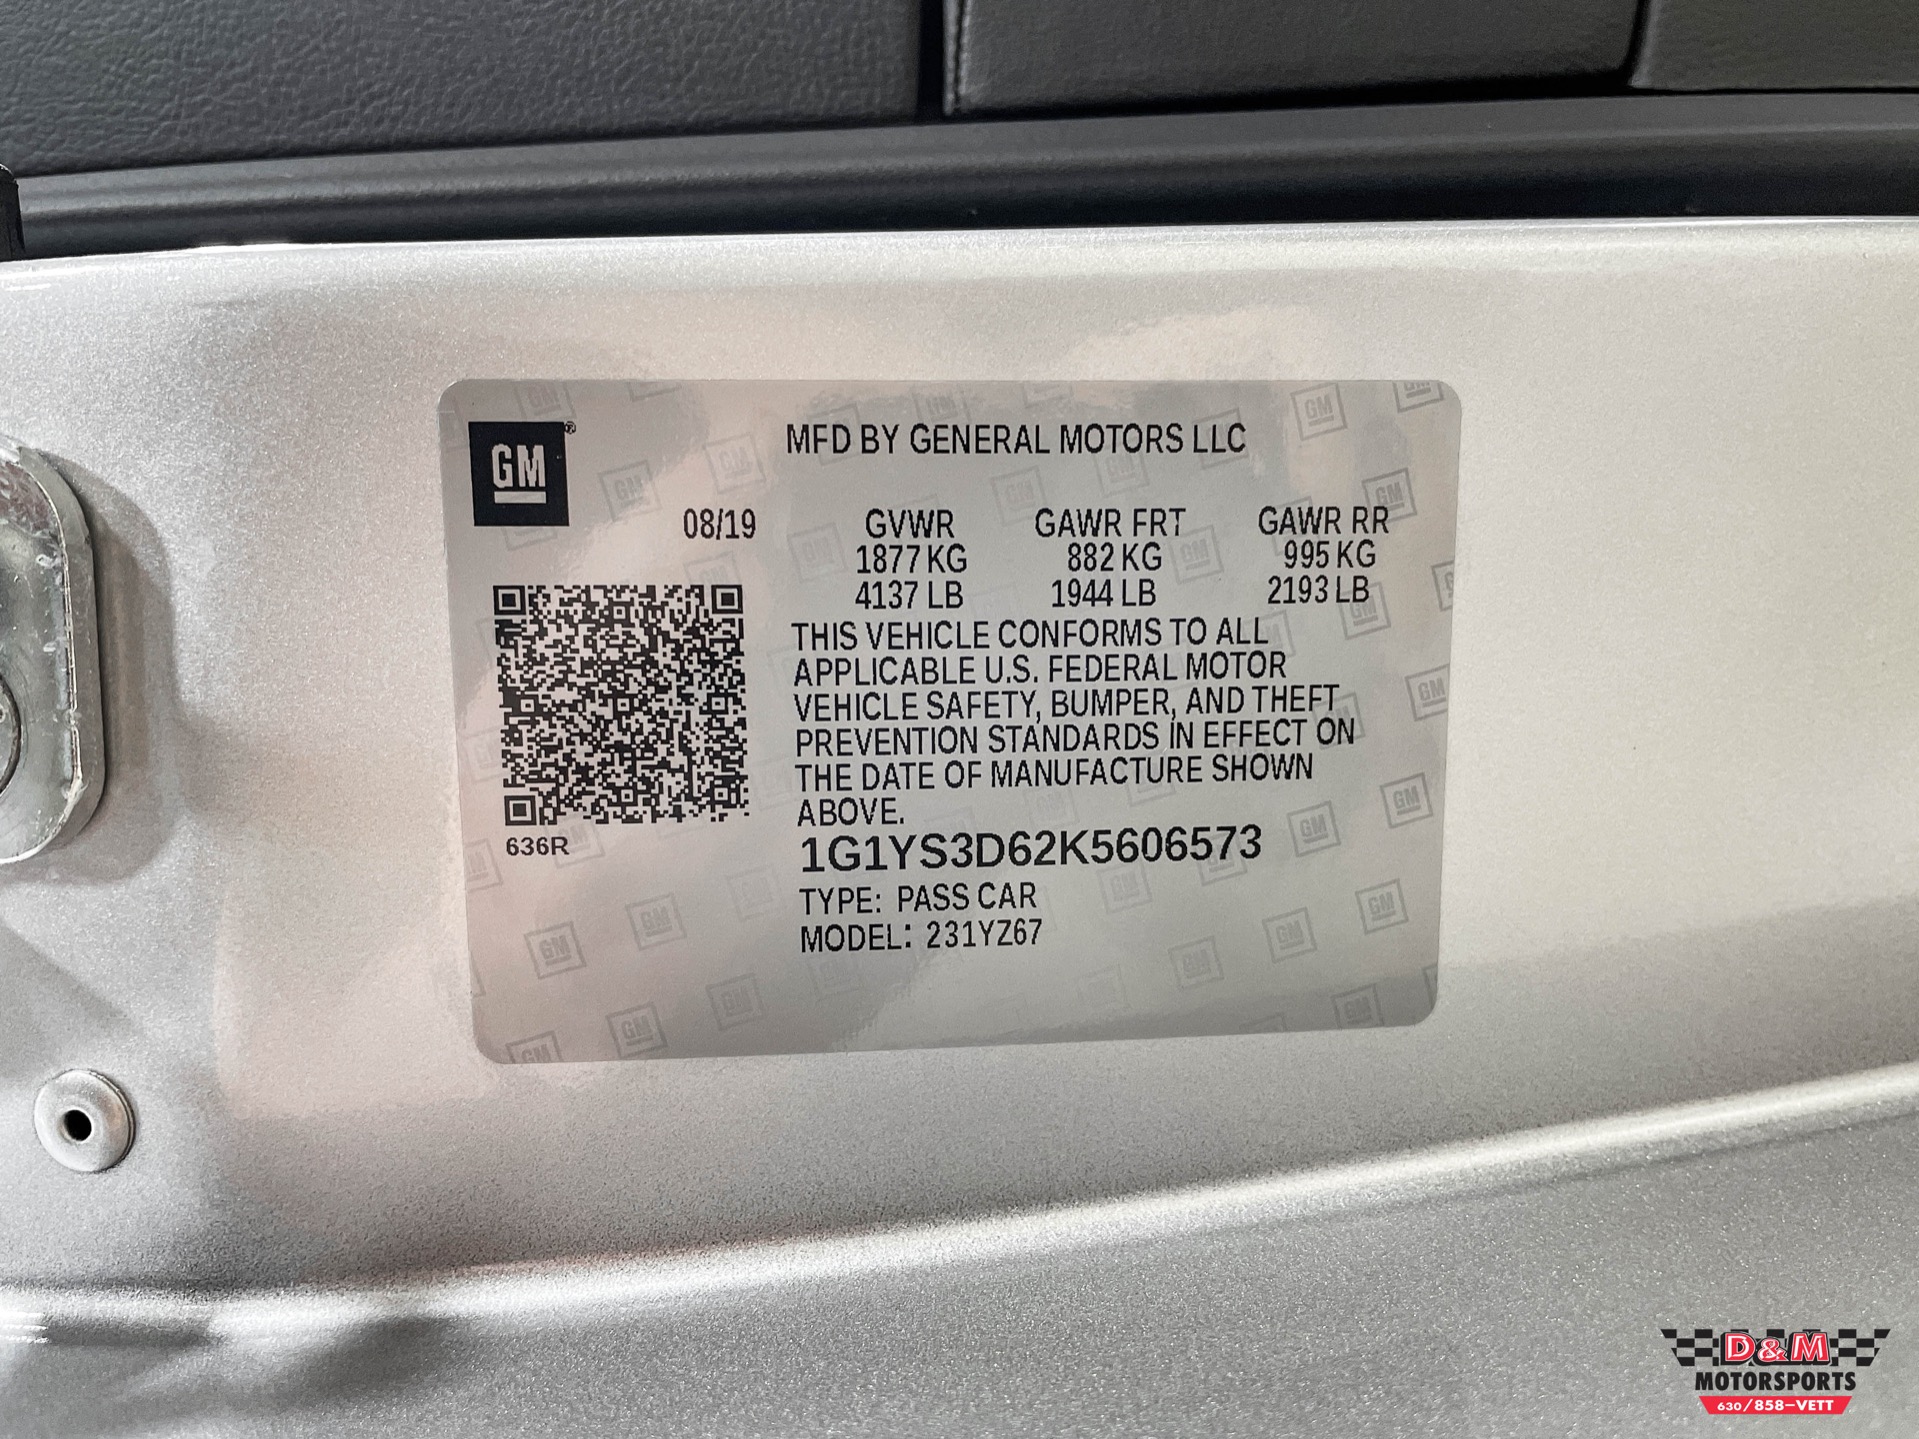 GM®
MFD BY GENERAL MOTORS LLC
08/19 GVWR GAWR FRT GAWR RR
1877 KG 882 KG 995 KG
4137 LB 1944 LB 2193 LB
THIS VEHICLE CONFORMS TO ALL
APPLICABLE U.S. FEDERAL MOTOR
VEHICLE SAFETY, BUMPER, AND THEFT
PREVENTION STANDARDS IN EFFECT ON
THE DATE OF MANUFACTURE SHOWN
ABOVE.
636R
1G1YS3D62K5606573
TYPE: PASS CAR
MODEL: 231YZ67
D&M
MOTORSPORTS
630/858-VETT